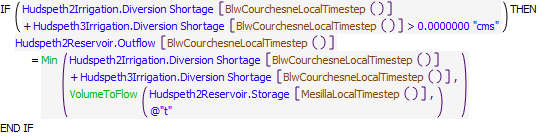 IF ( Hudspeth2Irrigation.Diversion Shortage [BlwCourchesneLocalTimestep ()]
+ Hudspeth3Irrigation.Diversion Shortage [BlwCourchesneLocalTimestep ()] > 0.0000000 "cms" ) THEN
Hudspeth2Reservoir.Outflow [BlwCourchesneLocalTimestep ()]
= Min ( Hudspeth2Irrigation.Diversion Shortage [BlwCourchesneLocalTimestep ()]
+ Hudspeth3Irrigation.Diversion Shortage [BlwCourchesneLocalTimestep ()] ,
VolumeToFlow ( Hudspeth2Reservoir.Storage [MesillaLocalTimestep ()] ,
@"t" ) )
END IF